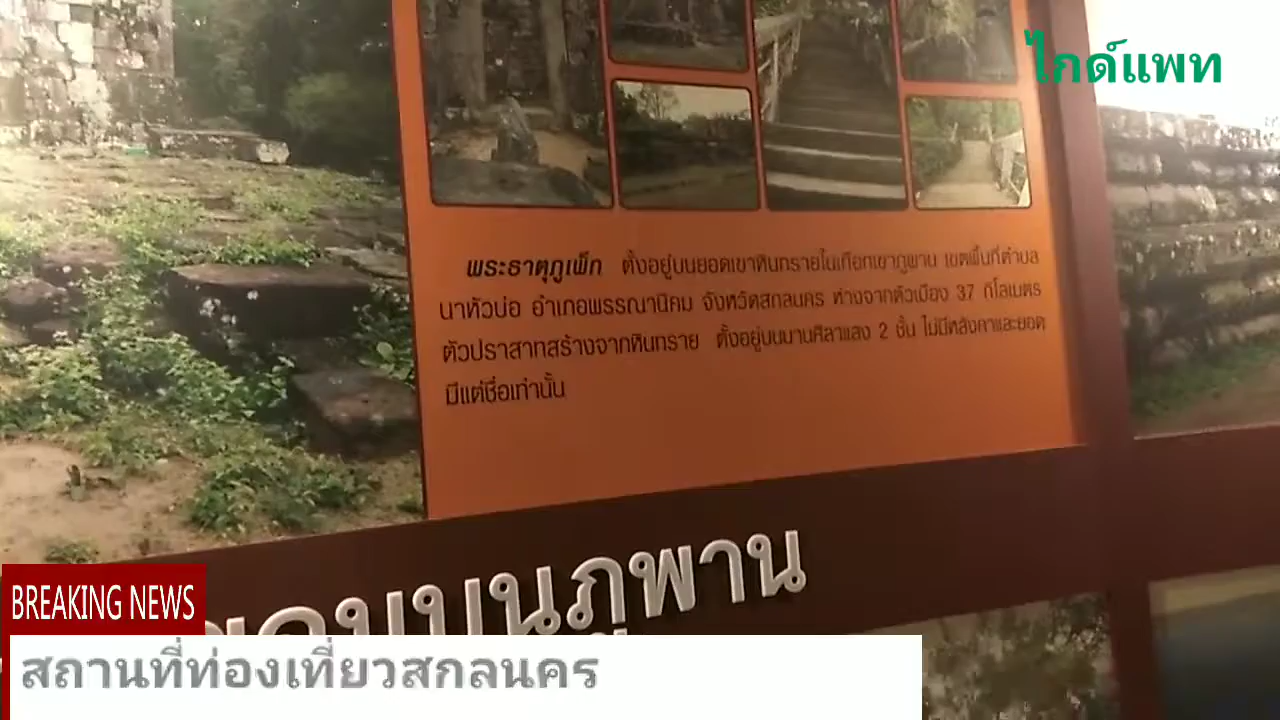 ไกด์แพท
พระธาตุภูเพ็ก ตั้งอยู่บนยอดเขาหินทรายในเทือกเขาภูพาน เขตพื้นที่ตำบล
นาหัวบ่อ อำเภอพรรณานิคม จังหวัดสกลนคร ห่างจากตัวเมือง 37 กิโลเมตร
ตัวปราสาทสร้างจากหินทราย ตั้งอยู่บนฐานศิลาแลง 2 ชั้น ไม่มีหลังคาและยอด
มีแต่ชื่อเท่านั้น
บนภูพาน
BREAKING NEWS
สถานที่ท่องเที่ยวสกลนคร